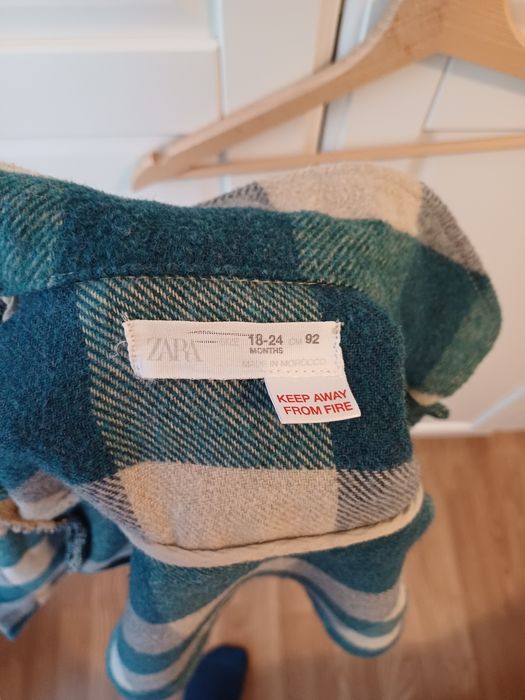 ZARA SIZE 18-24 CM 92
MONTHS
MADE IN MOROCCO
KEEP AWAY
FROM FIRE